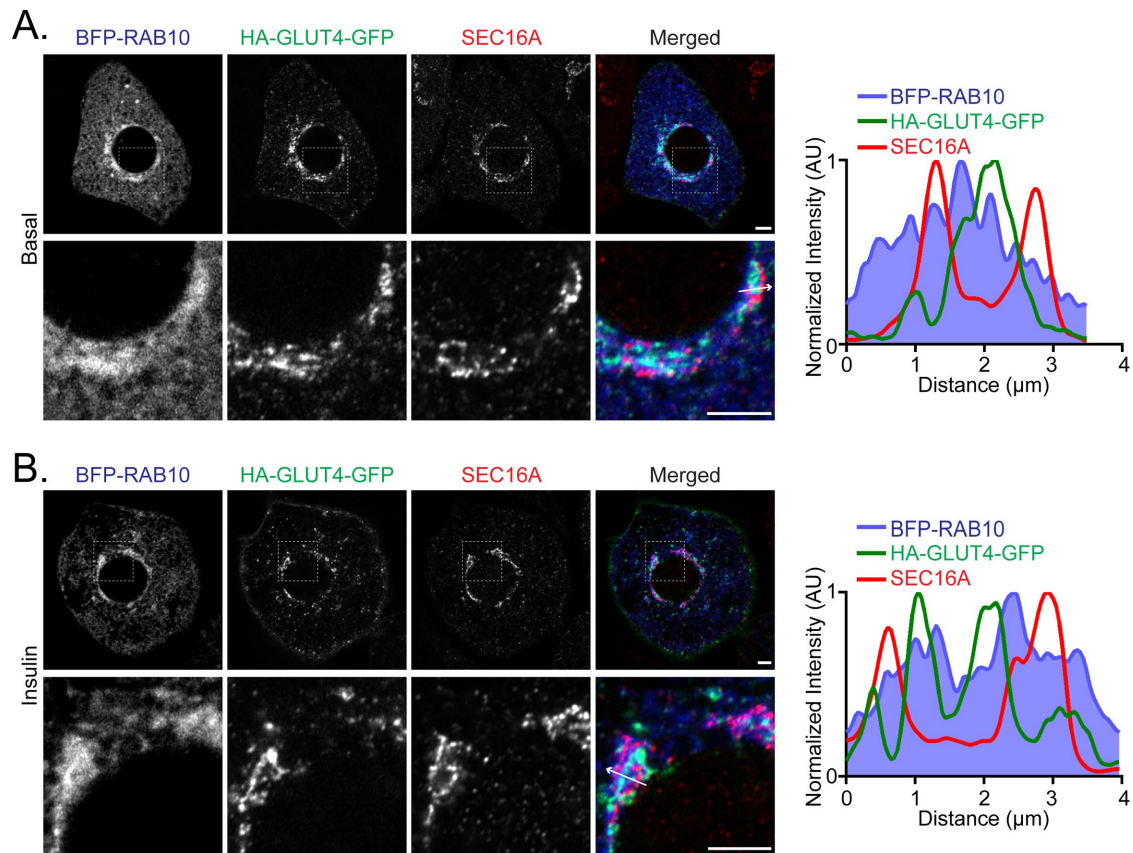 A.
BFP-RAB10 HA-GLUT4-GFP SEC16A Merged
Basal
BFP-RAB10
HA-GLUT4-GFP
SEC16A
Normalized Intensity (AU)
1
0
0 1 2 3 4
Distance (µm)
B.
BFP-RAB10 HA-GLUT4-GFP SEC16A Merged
Insulin
BFP-RAB10
HA-GLUT4-GFP
SEC16A
Normalized Intensity (AU)
1
0
0 1 2 3 4
Distance (µm)